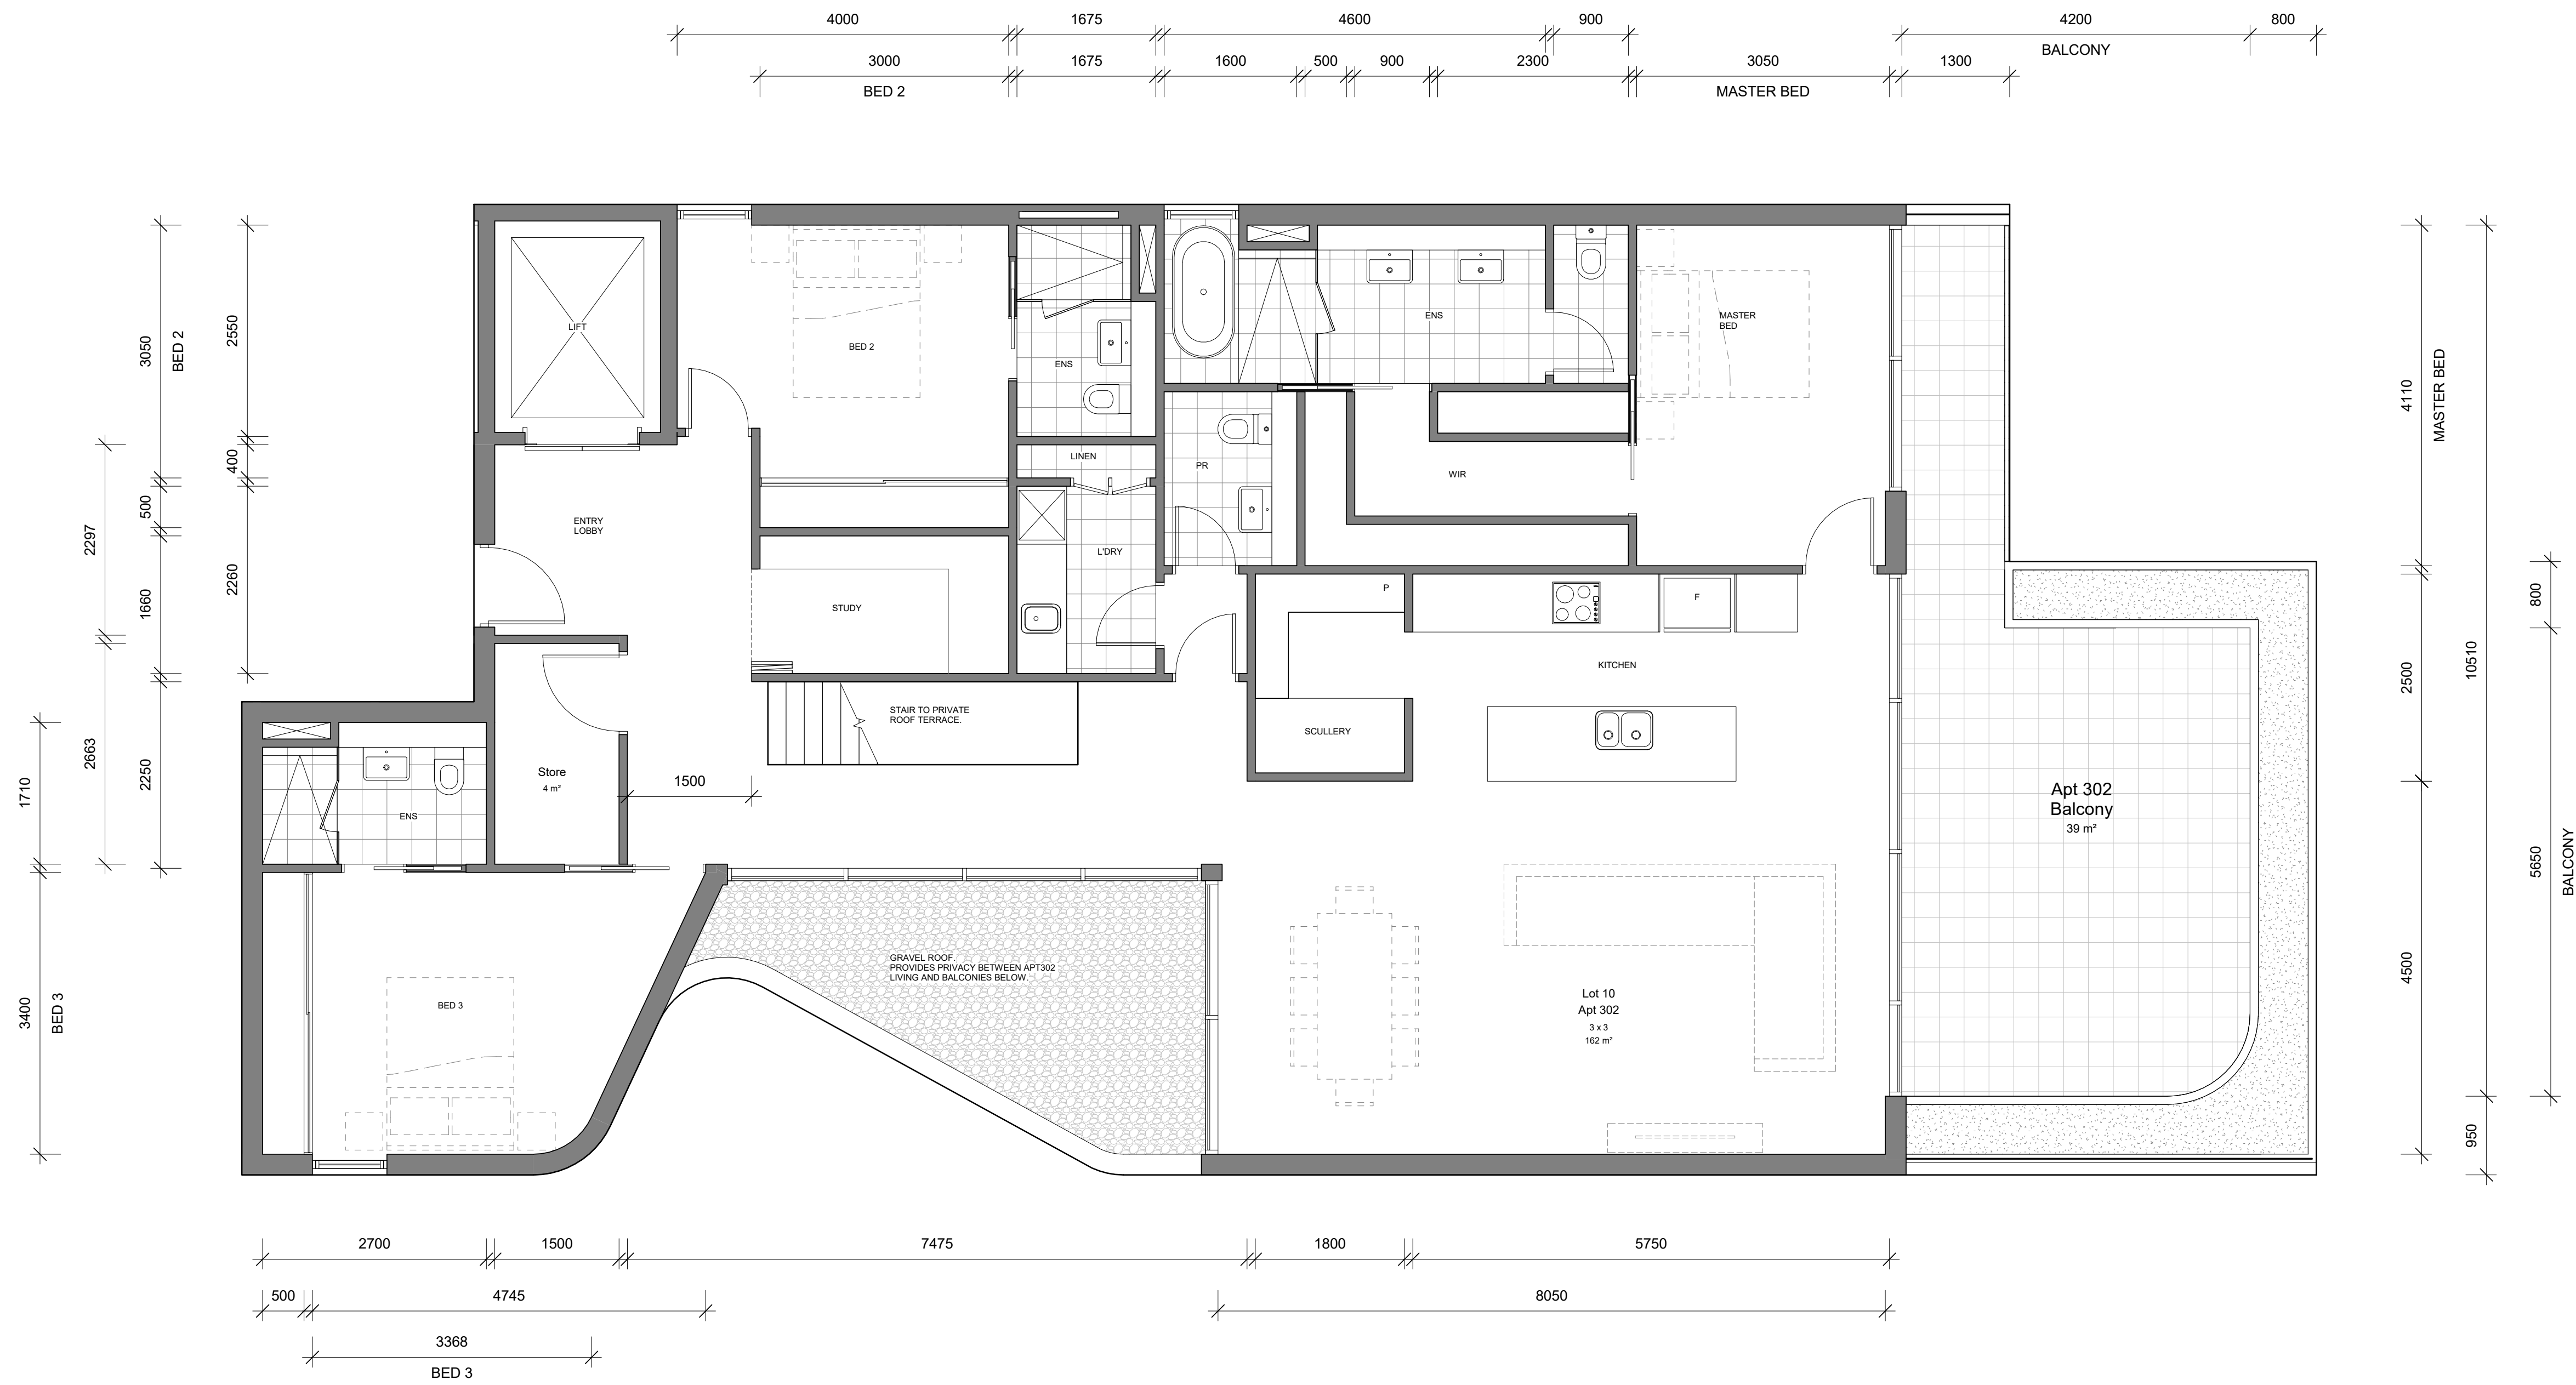 4000
1675
4600
900
4200
800
BALCONY
3000
1675
1600
500
900
2300
3050
1300
BED 2
MASTER BED
3050
BED 2
2550
400
500
2297
1660
2260
2663
2250
1710
3400
BED 3
LIFT
BED 2
ENS
ENS
MASTER
BED
LINEN
PR
WIR
ENTRY
LOBBY
L'DRY
STUDY
P
F
KITCHEN
STAIR TO PRIVATE
ROOF TERRACE.
SCULLERY
Store
4 m²
1500
ENS
Apt 302
Balcony
39 m²
GRAVEL ROOF.
PROVIDES PRIVACY BETWEEN APT302
LIVING AND BALCONIES BELOW.
BED 3
Lot 10
Apt 302
3 x 3
162 m²
4110
MASTER BED
10510
2500
800
5650
BALCONY
4500
950
2700
1500
7475
1800
5750
500
4745
8050
3368
BED 3